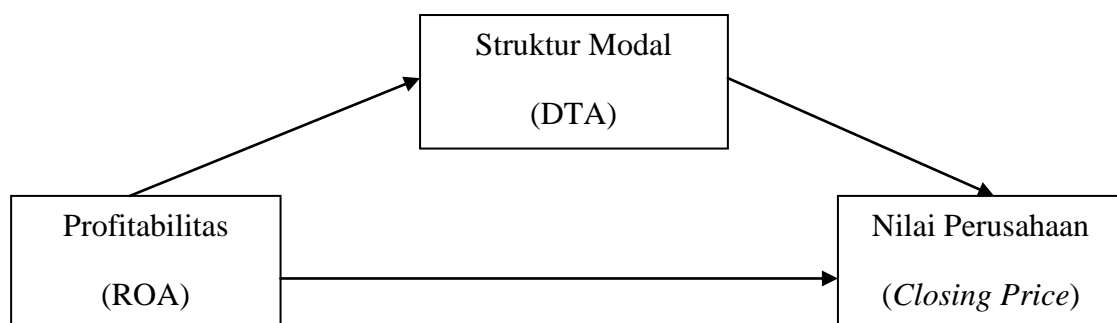 Struktur Modal
(DTA)
Profitabilitas
(ROA)
Nilai Perusahaan
(Closing Price)